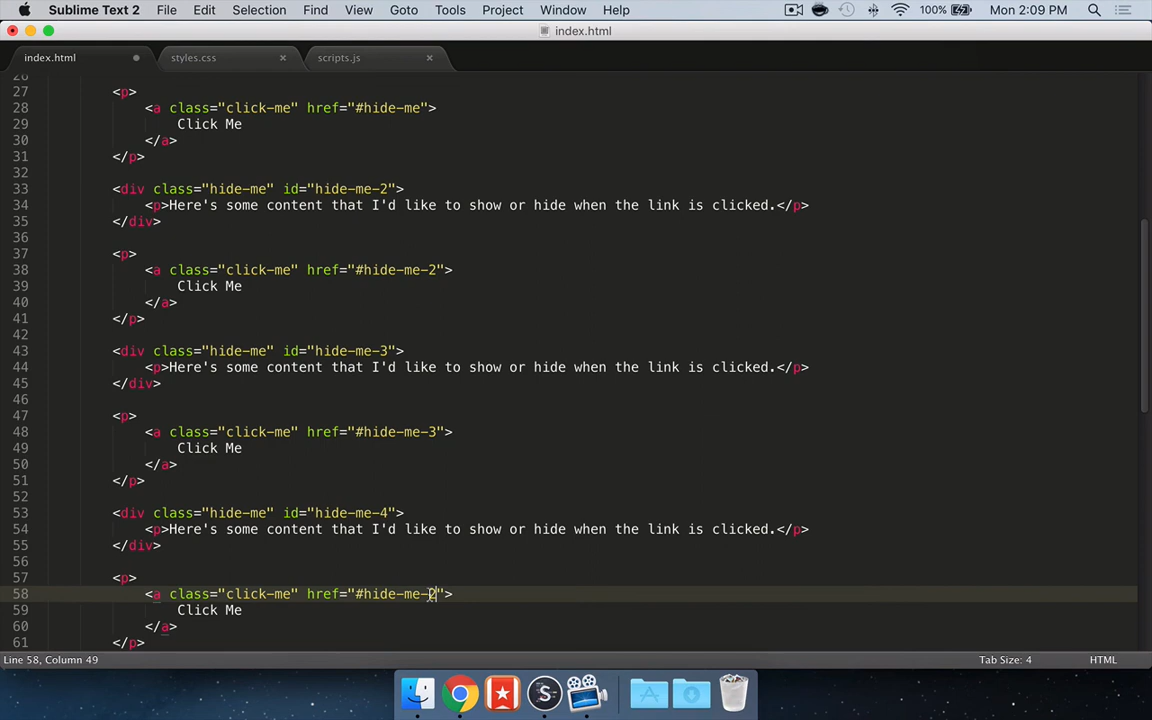 Sublime Text 2 File Edit Selection Find View Goto Tools Project Window Help 100% Mon 2:09 PM
index.html
index.html styles.css scripts.js
26
27 <p>
28 <a class="click-me" href="#hide-me">
29 Click Me
30 </a>
31 </p>
32
33 <div class="hide-me" id="hide-me-2">
34 <p>Here's some content that I'd like to show or hide when the link is clicked.</p>
35 </div>
36
37 <p>
38 <a class="click-me" href="#hide-me-2">
39 Click Me
40 </a>
41 </p>
42
43 <div class="hide-me" id="hide-me-3">
44 <p>Here's some content that I'd like to show or hide when the link is clicked.</p>
45 </div>
46
47 <p>
48 <a class="click-me" href="#hide-me-3">
49 Click Me
50 </a>
51 </p>
52
53 <div class="hide-me" id="hide-me-4">
54 <p>Here's some content that I'd like to show or hide when the link is clicked.</p>
55 </div>
56
57 <p>
58 <a class="click-me" href="#hide-me-2">
59 Click Me
60 </a>
61 </p>
Line 58, Column 49 Tab Size: 4 HTML